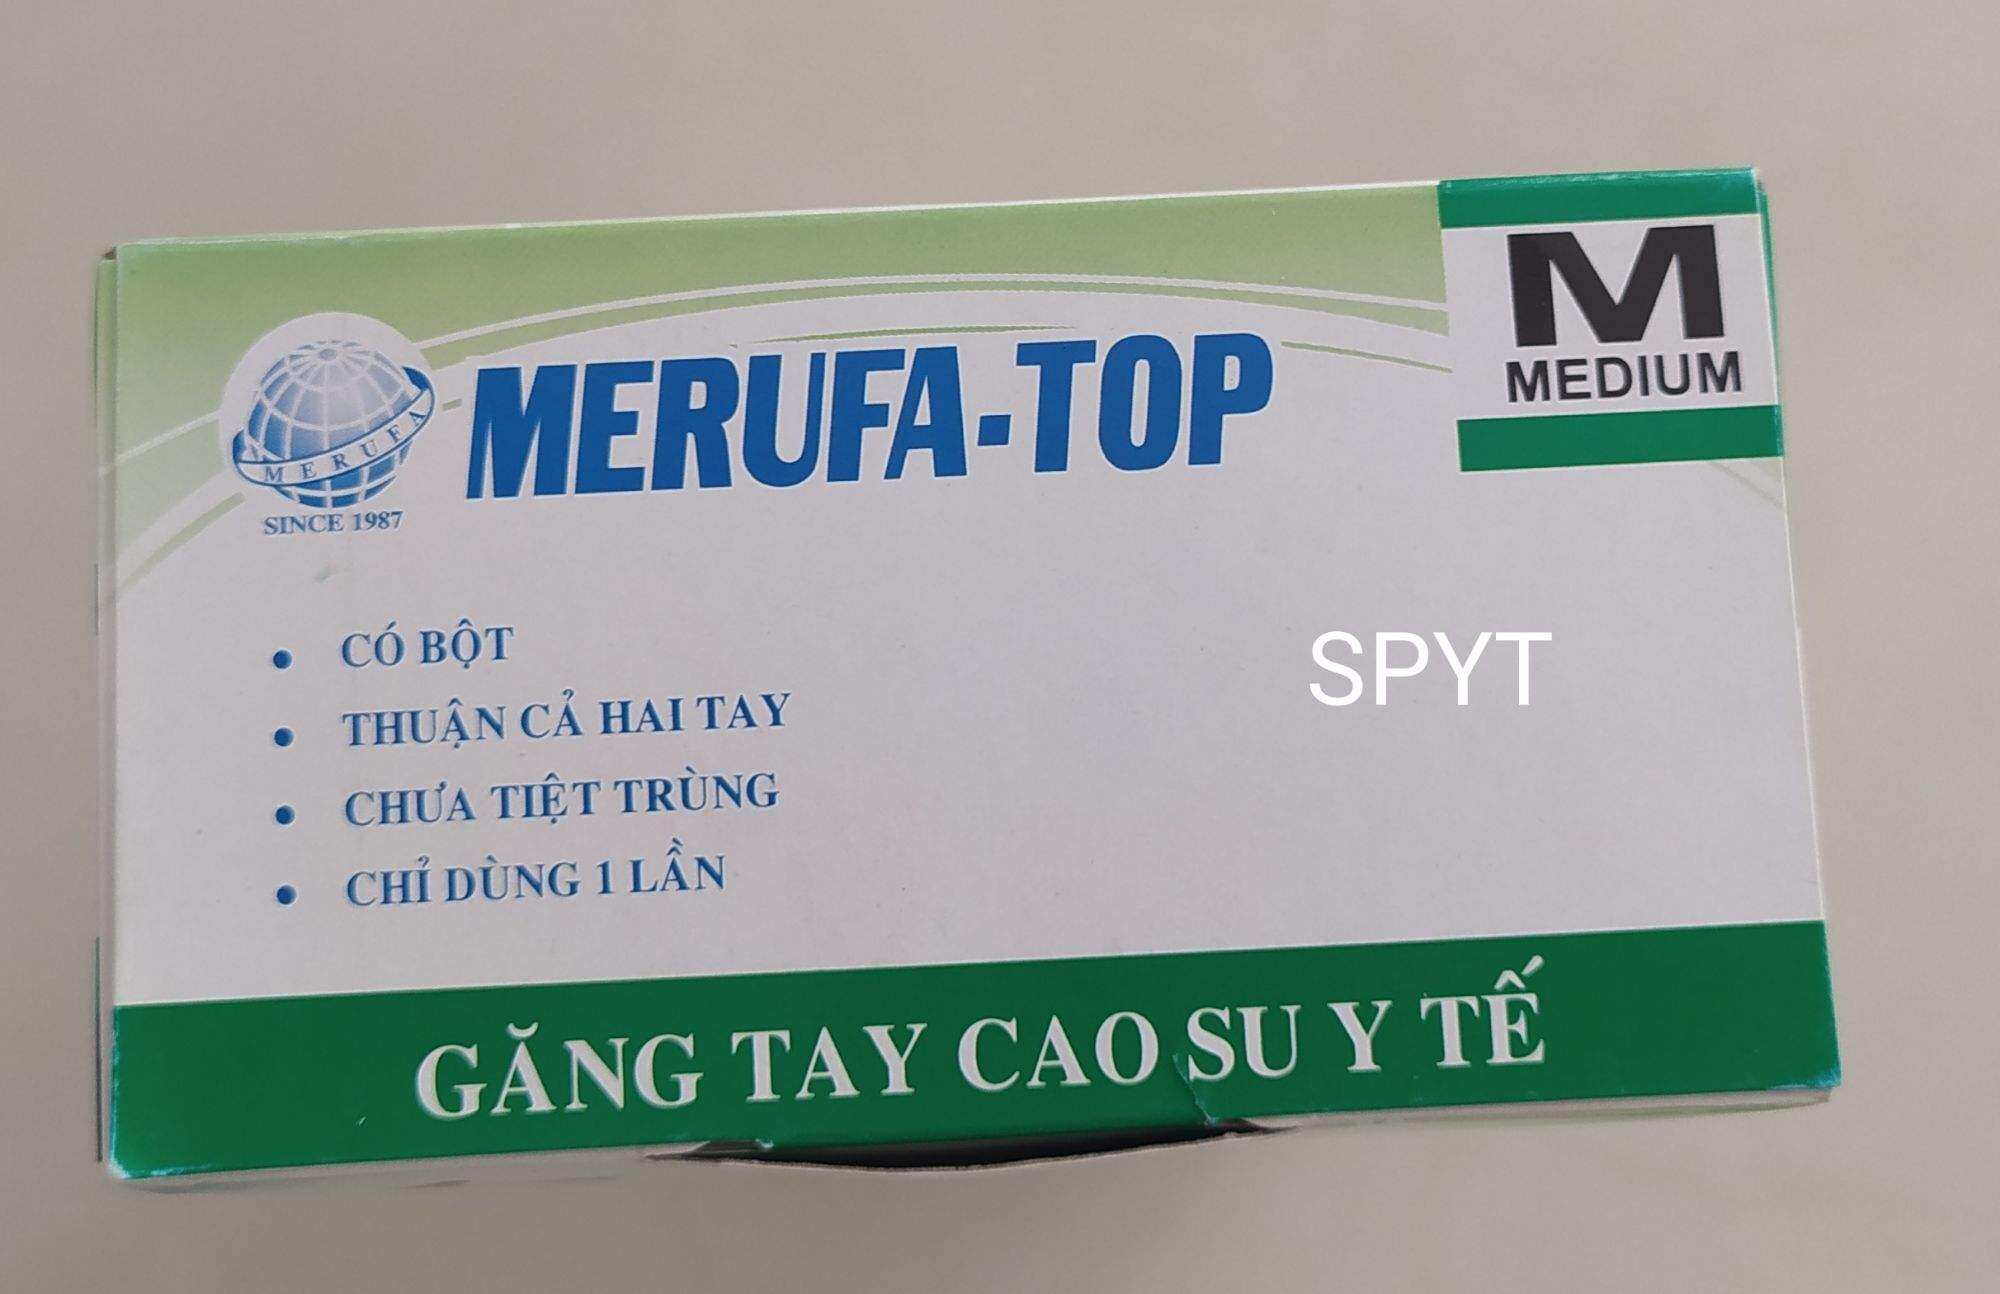 M
MEDIUM
MERUFA-TOP
MERUFA
SINCE 1987
CÓ BỘT
THUẬN CẢ HAI TAY
CHƯA TIỆT TRÙNG
CHỈ DÙNG 1 LẦN
SPYT
GĂNG TAY CAO SU Y TẾ